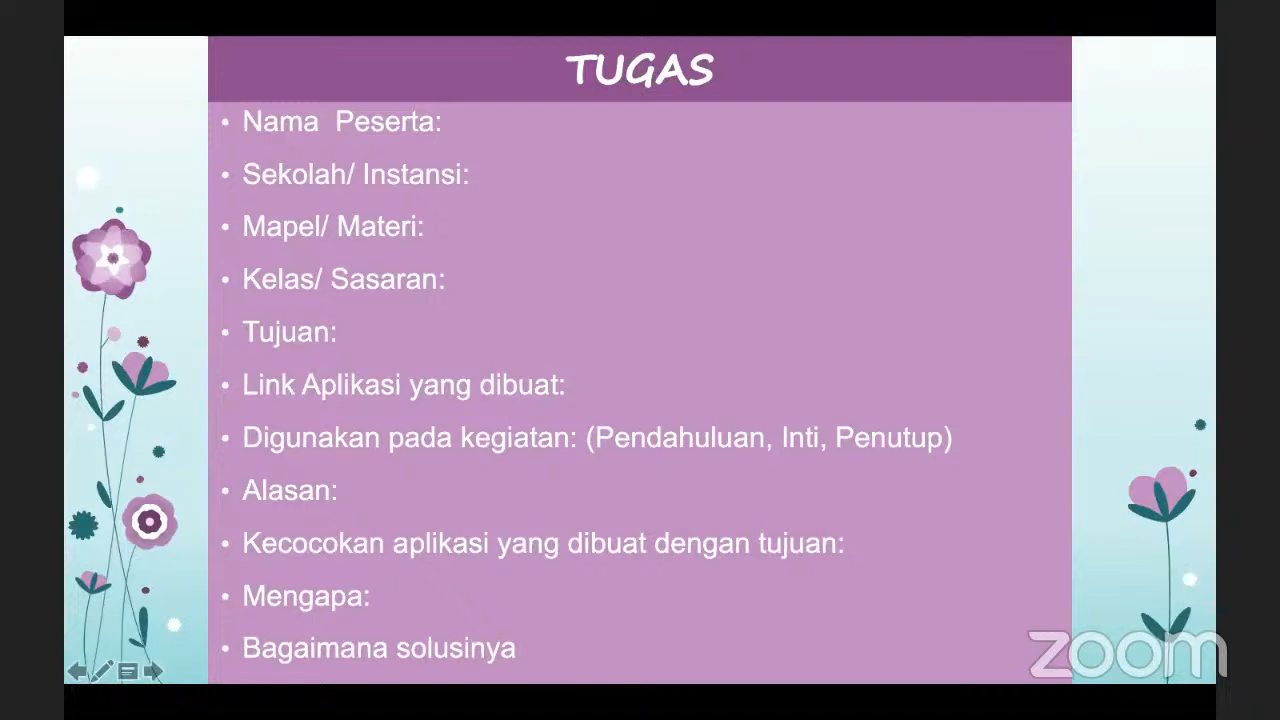 TUGAS
• Nama Peserta:
• Sekolah/ Instansi:
• Mapel/ Materi:
• Kelas/ Sasaran:
• Tujuan:
• Link Aplikasi yang dibuat:
• Digunakan pada kegiatan: (Pendahuluan, Inti, Penutup)
• Alasan:
• Kecocokan aplikasi yang dibuat dengan tujuan:
• Mengapa:
• Bagaimana solusinya
zoom